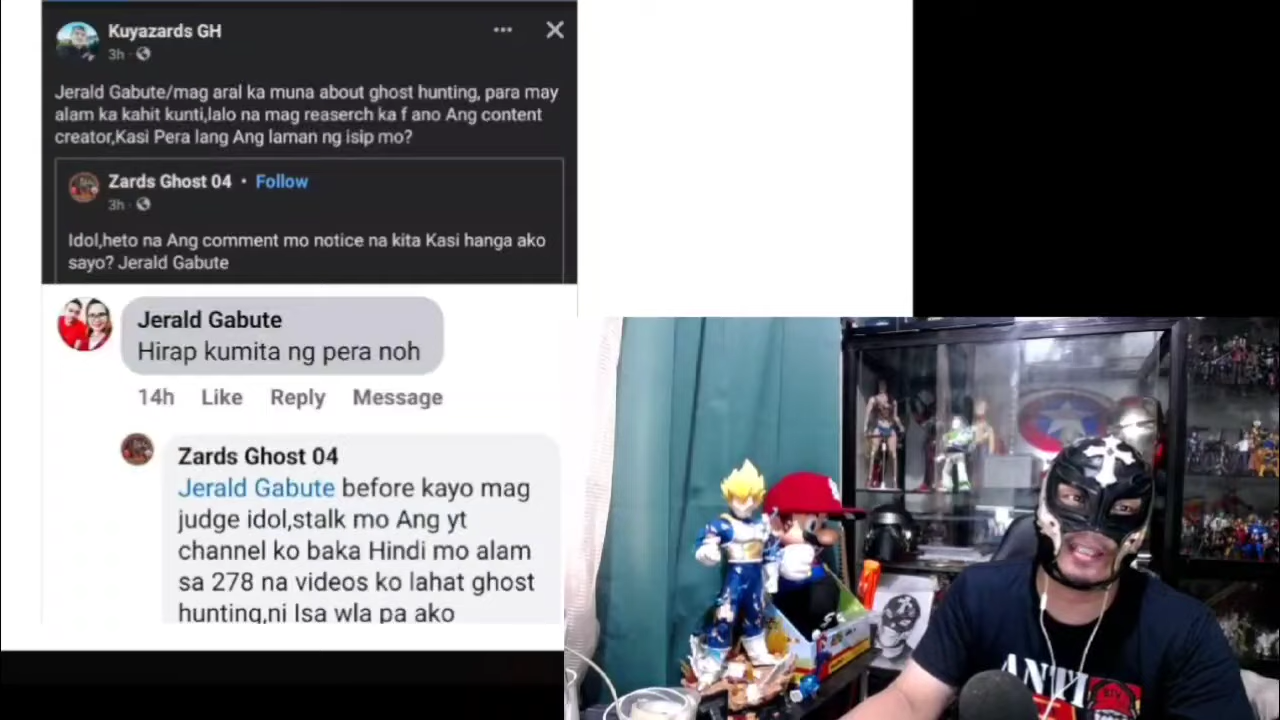 Kuyazards GH
3h
Jerald Gabute/mag aral ka muna about ghost hunting, para may
alam ka kahit kunti,lalo na mag reaserch ka f ano Ang content
creator,Kasi Pera lang Ang laman ng isip mo?
Zards Ghost 04 • Follow
3h
Idol,heto na Ang comment mo notice na kita Kasi hanga ako
sayo? Jerald Gabute
Jerald Gabute
Hirap kumita ng pera noh
14h Like Reply Message
Zards Ghost 04
Jerald Gabute before kayo mag
judge idol,stalk mo Ang yt
channel ko baka Hindi mo alam
sa 278 na videos ko lahat ghost
hunting,ni Isa wla pa ako
ANTI